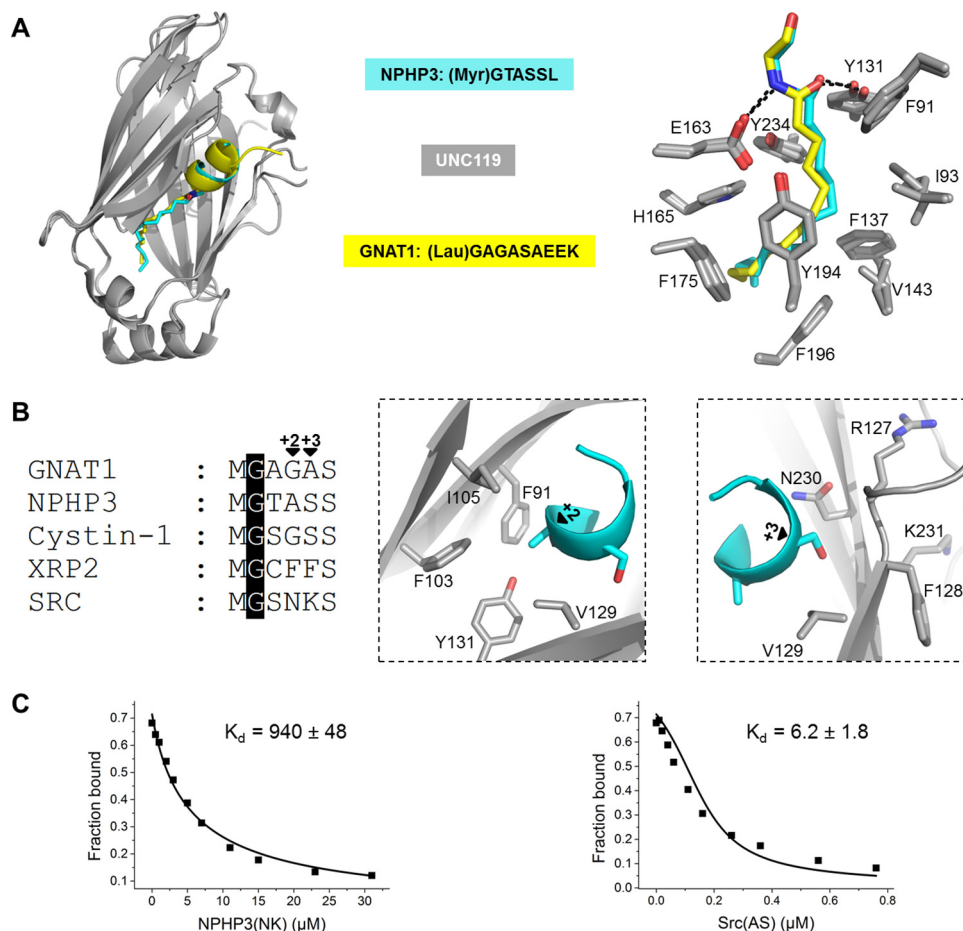 A
NPHP3: (Myr)GTASSL
UNC119
GNAT1: (Lau)GAGASAEEK
Y131
F91
E163
Y234
I93
H165
F137
F175
Y194
V143
F196
B
+2 +3
GNAT1 : MGAGAS
NPHP3 : MGTASS
Cystin-1 : MGSGSS
XRP2 : MGCFFS
SRC : MGSNKS
I105
F91
+2
F103
Y131
V129
R127
N230
+3
K231
F128
V129
C
Kd = 940 ± 48
Fraction bound
0.7
0.6
0.5
0.4
0.3
0.2
0.1
0 5 10 15 20 25 30
NPHP3(NK) (μM)
Kd = 6.2 ± 1.8
Fraction bound
0.7
0.6
0.5
0.4
0.3
0.2
0.1
0.0
0.0 0.2 0.4 0.6 0.8
Src(AS) (μM)